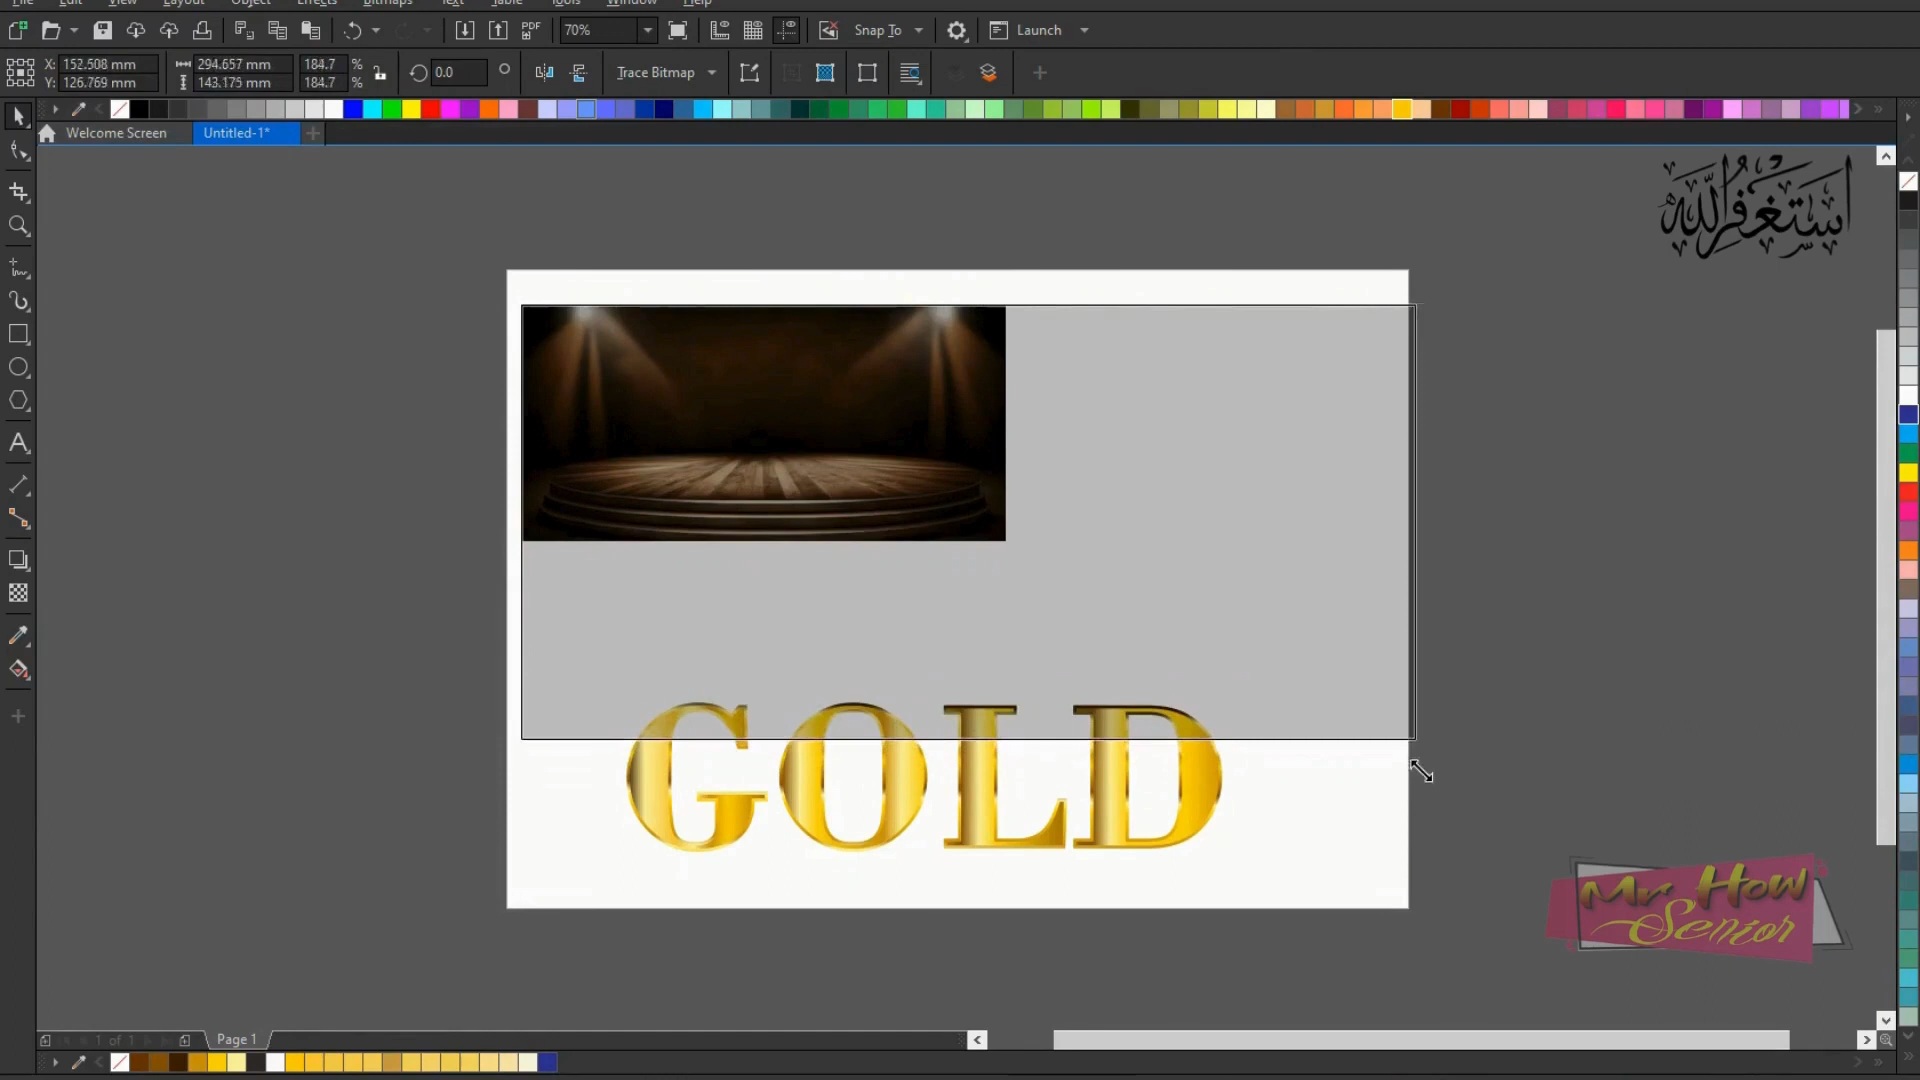 File Edit View Layout Object Effects Bitmaps Text Table Tools Window Help
PDF 70% Snap To Launch
X: 152.508 mm 294.657 mm 184.7 % 0.0 Trace Bitmap
Y: 126.769 mm 143.175 mm 184.7 %
Welcome Screen Untitled-1*
أستغفر الله
GOLD
Mr How
Senior
1 of 1 Page 1